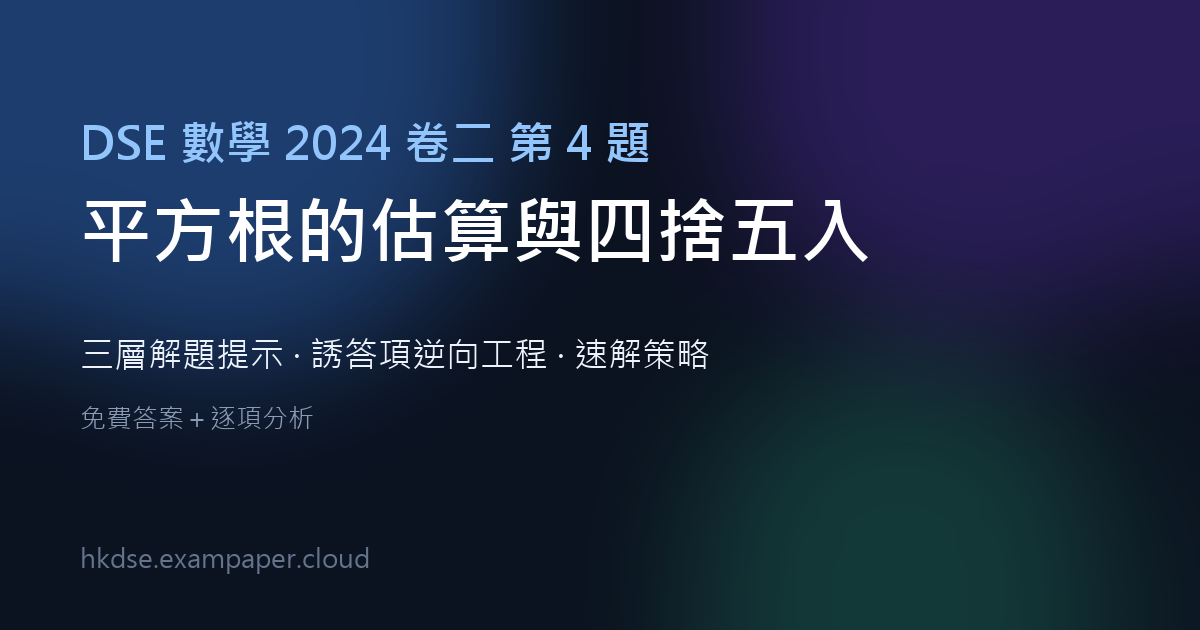 DSE 數學 2024 卷二 第 4 題
平方根的估算與四捨五入
三層解題提示 · 誘答項逆向工程 · 速解策略
免費答案 + 逐項分析
hkdse.exampaper.cloud